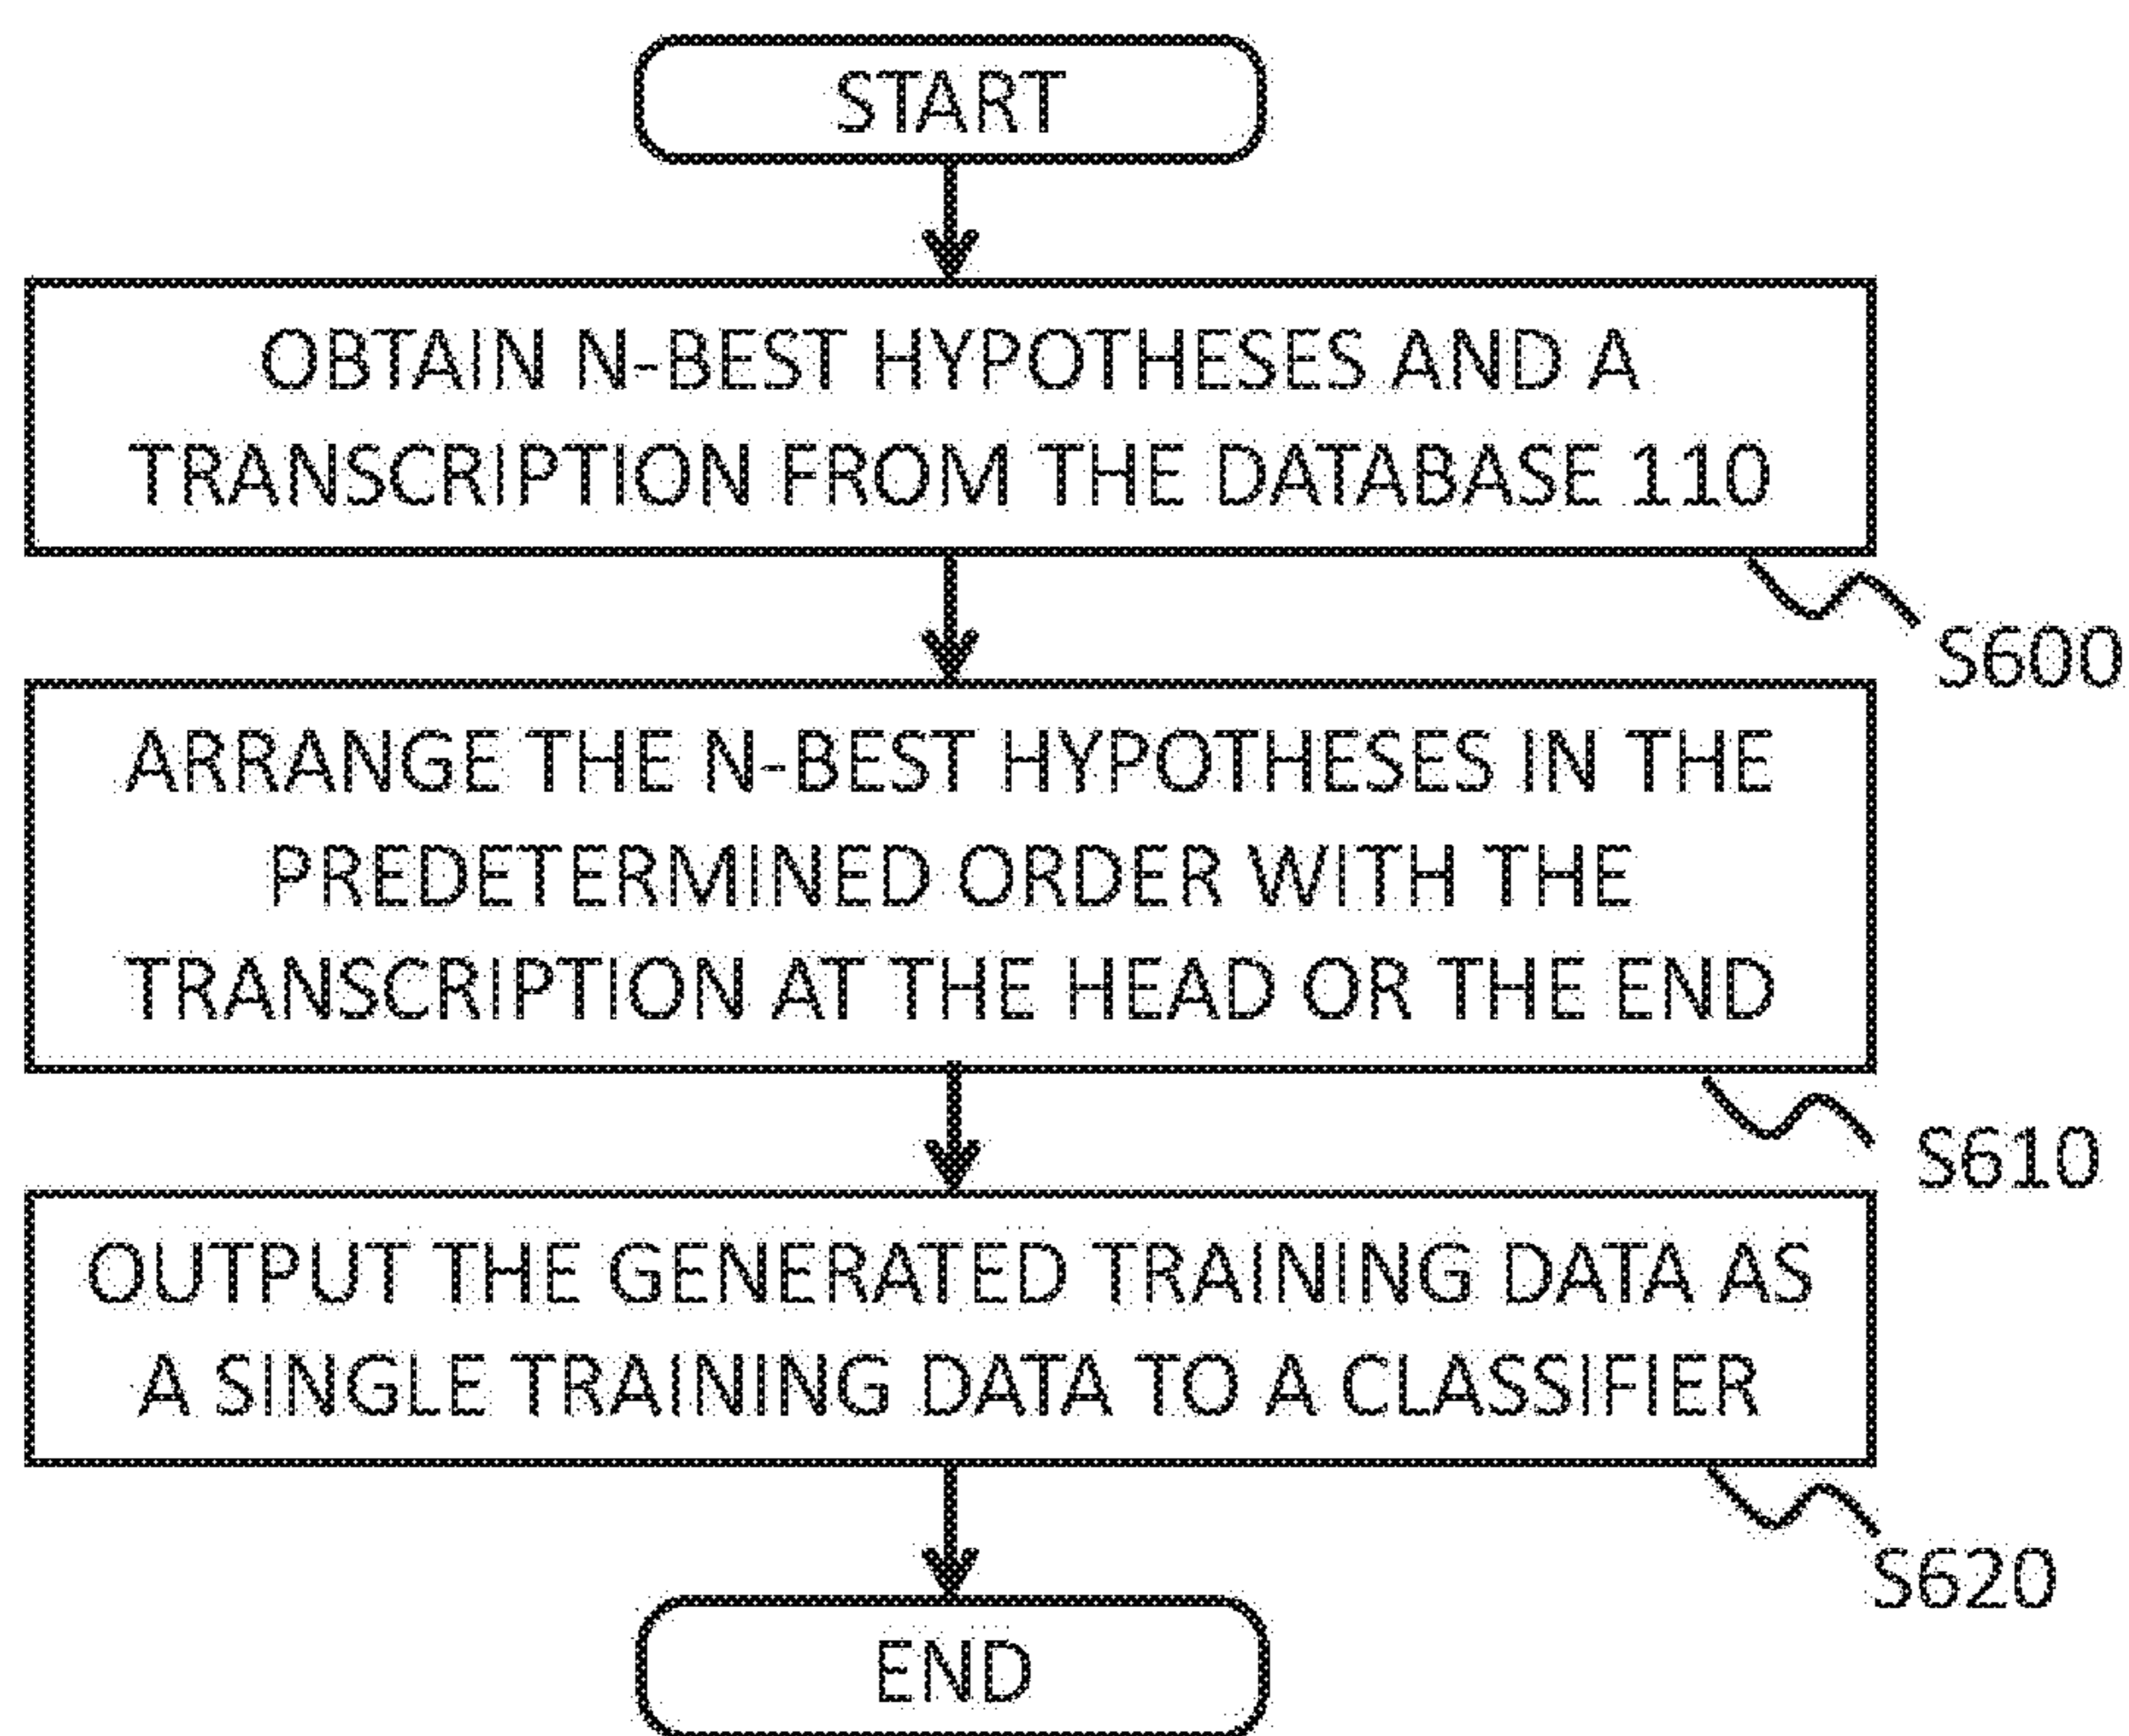 START
OBTAIN N-BEST HYPOTHESES AND A
TRANSCRIPTION FROM THE DATABASE 110
S600
ARRANGE THE N-BEST HYPOTHESES IN THE
PREDETERMINED ORDER WITH THE
TRANSCRIPTION AT THE HEAD OR THE END
S610
OUTPUT THE GENERATED TRAINING DATA AS
A SINGLE TRAINING DATA TO A CLASSIFIER
S620
END